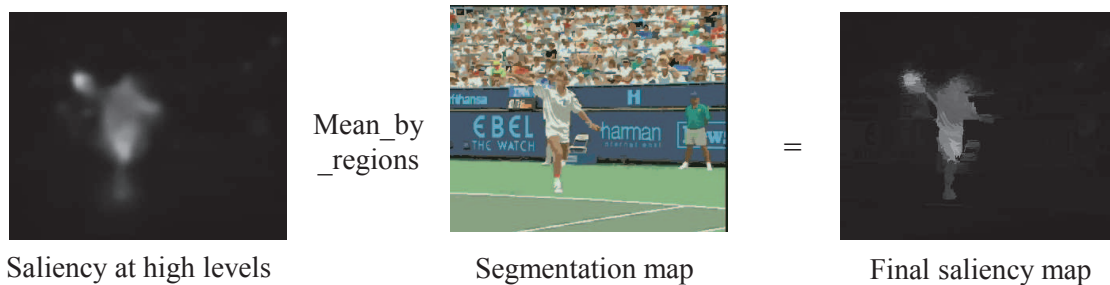 H
EBEL
THE WATCH
harman
Mean_by
_regions
=
Saliency at high levels
Segmentation map
Final saliency map